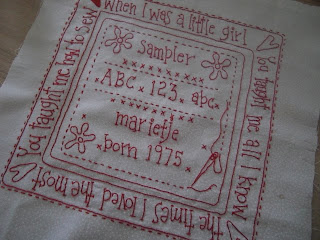 when I was a little girl
You taught me all I know
the times I loved the most
You taught me how to sew
sampler
ABC 123 abc
marietje
born 1975